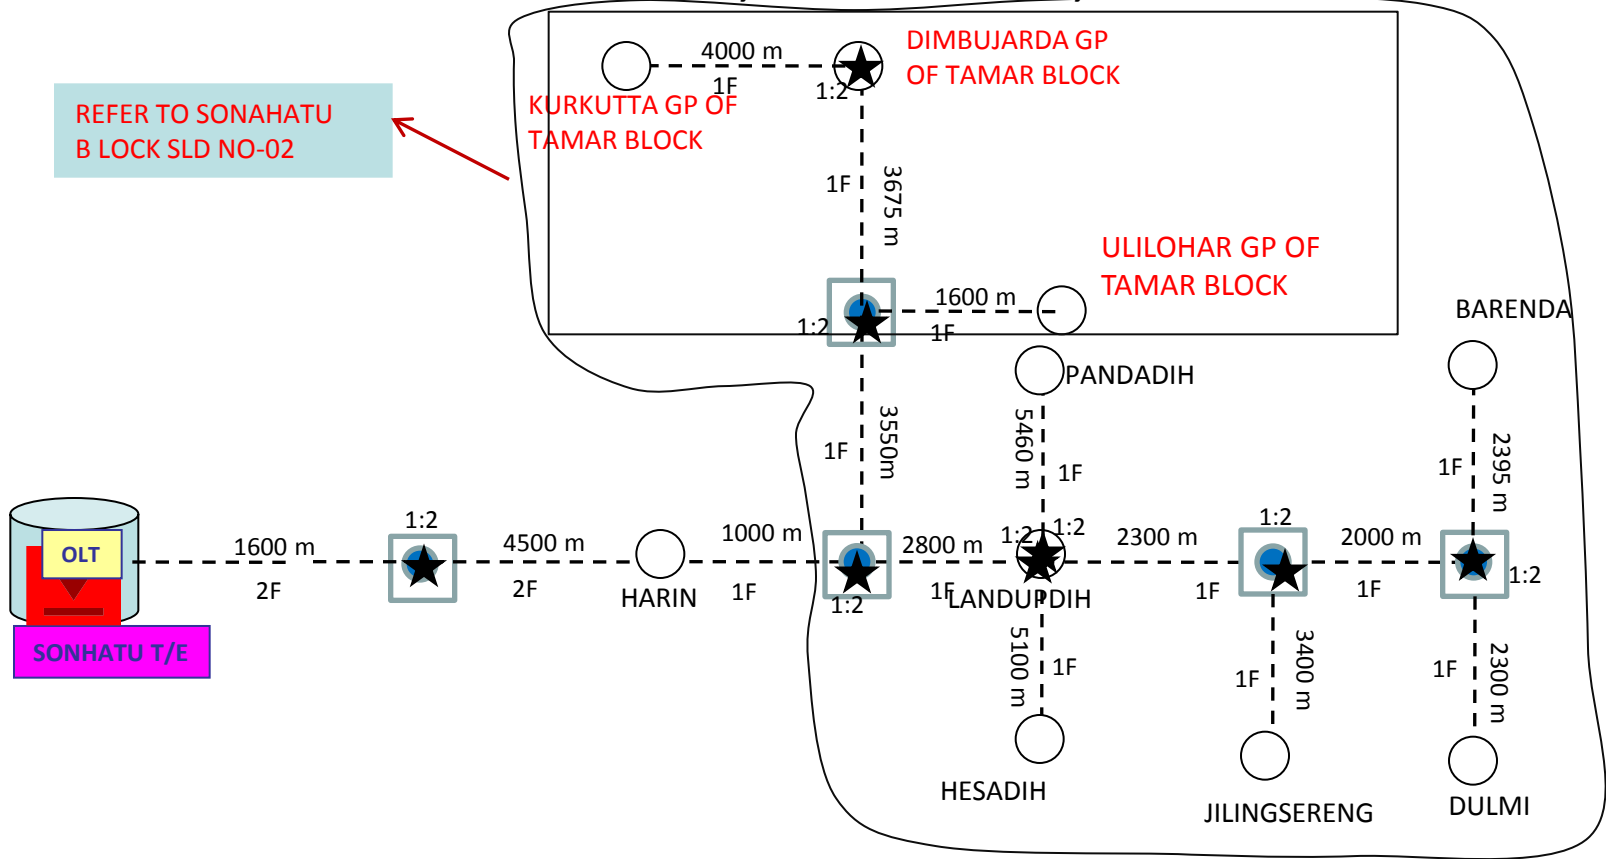 4000 m
1F
1:2
DIMBUJARDA GP
OF TAMAR BLOCK
REFER TO SONAHATU
B LOCK SLD NO-02
KURKUTTA GP OF
TAMAR BLOCK
1F
3675 m
ULILOHAR GP OF
TAMAR BLOCK
1600 m
1:2
1F
BARENDA
PANDADIH
3550m
1F
5460 m
1F
2395 m
1F
OLT
1600 m
2F
1:2
4500 m
2F
HARIN
1000 m
1F
1:2
2800 m
1F
1:2
1:2
LANDUPDIH
2300 m
1F
1:2
2000 m
1F
1:2
SONHATU T/E
5100 m
1F
3400 m
1F
2300 m
1F
HESADIH
JILINGSERENG
DULMI